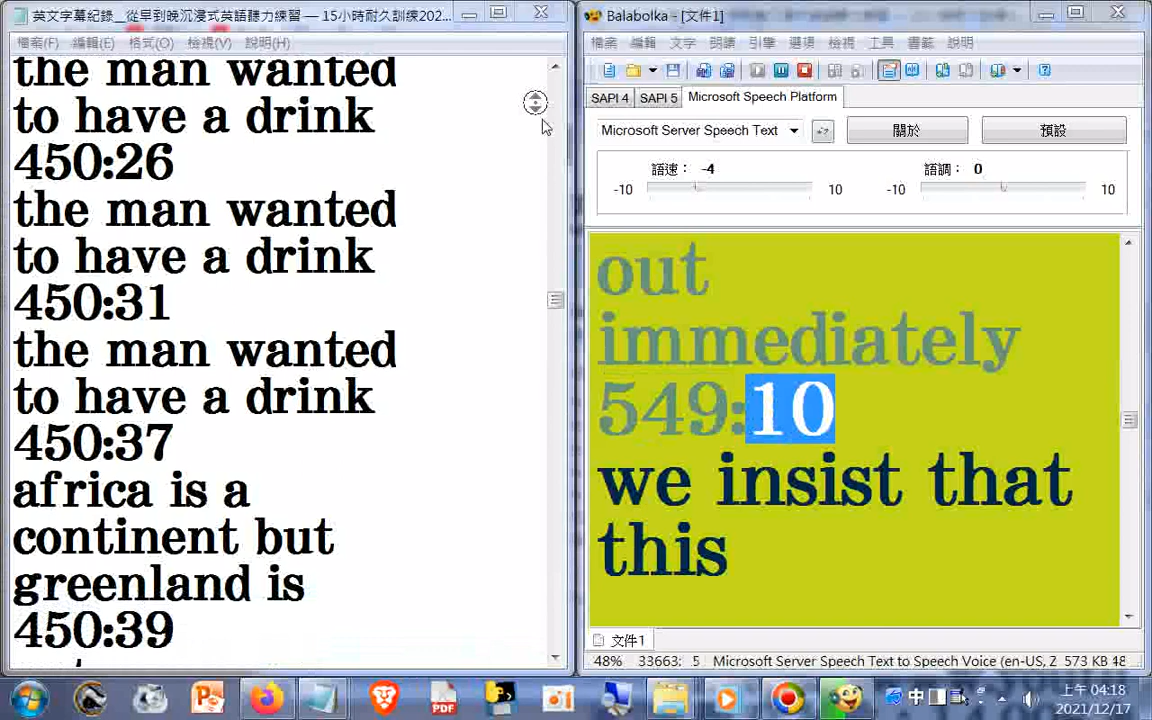 英文字幕紀錄__從早到晚沉浸式英語聽力練習 — 15小時耐久訓練202...
檔案(F) 編輯(E) 格式(O) 檢視(V) 說明(H)
the man wanted
to have a drink
450:26
the man wanted
to have a drink
450:31
the man wanted
to have a drink
450:37
africa is a
continent but
greenland is
450:39
Balabolka - [文件1]
檔案 編輯 文字 朗讀 引擎 選項 檢視 工具 書籤 說明
SAPI 4 SAPI 5 Microsoft Speech Platform
Microsoft Server Speech Text 關於 預設
語速： -4 語調： 0
-10 10 -10 10
out
immediately
549:10
we insist that
this
文件1
48% 33663: 5 Microsoft Server Speech Text to Speech Voice (en-US, 2 573 KB 48
中
上午 04:18
2021/12/17